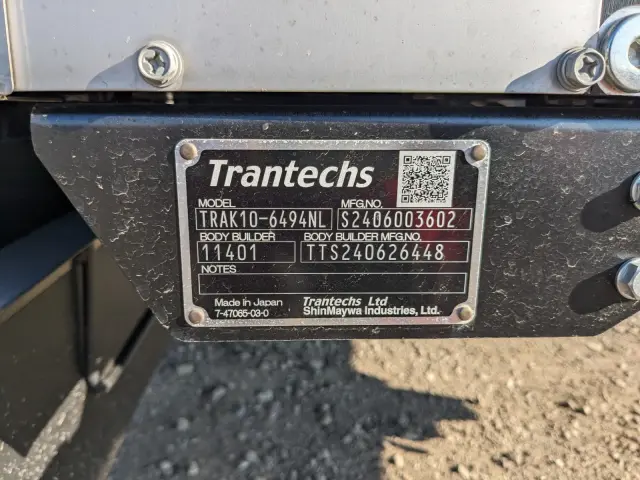 Trantechs
MODEL MFG.NO.
TRAK10-6494NL S2406003602
BODY BUILDER BODY BUILDER MFG.NO.
11401 TTS240626448
NOTES
Made in Japan Trantechs Ltd
7-47065-03-0 ShinMaywa Industries, Ltd.